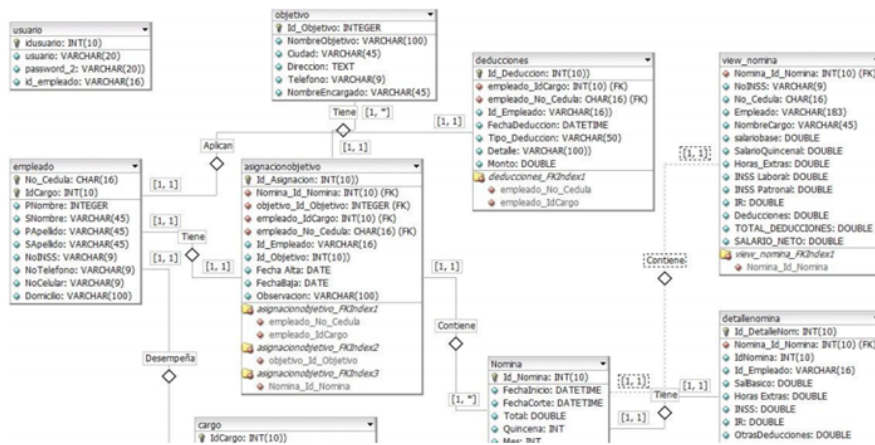 usuario
idusuario: INT(10)
usuario: VARCHAR(20)
password_2: VARCHAR(20))
id_empleado: VARCHAR(16)
objetivo
Id_Objetivo: INTEGER
NombreObjetivo: VARCHAR(100)
Ciudad: VARCHAR(45)
Direccion: TEXT
Telefono: VARCHAR(9)
NombreEncargado: VARCHAR(45)
deducciones
Id_Deduccion: INT(10))
empleado_IdCargo: INT(10) (FK)
empleado_No_Cedula: CHAR(16) (FK)
Id_Empleado: VARCHAR(16))
FechaDeduccion: DATETIME
Tipo_Deduccion: VARCHAR(50)
Detalle: VARCHAR(100))
Monto: DOUBLE
deducciones_FKIndex1
empleado_No_Cedula
empleado_IdCargo
view_nomina
Nomina_Id_Nomina: INT(10) (FK)
NoINSS: VARCHAR(9)
No_Cedula: CHAR(16)
Empleado: VARCHAR(183)
NombreCargo: VARCHAR(45)
salariobase: DOUBLE
SalarioQuincenal: DOUBLE
Horas_Extras: DOUBLE
INSS Laboral: DOUBLE
INSS Patronal: DOUBLE
IR: DOUBLE
Deducciones: DOUBLE
TOTAL_DEDUCCIONES: DOUBLE
SALARIO_NETO: DOUBLE
view_nomina_FKIndex1
Nomina_Id_Nomina
Tiene
[1, *]
[1, 1]
Aplican
[1, 1]
[1, 1]
[1, 1]
empleado
No_Cedula: CHAR(16)
IdCargo: INT(10)
PNombre: INTEGER
SNombre: VARCHAR(45)
PApellido: VARCHAR(45)
SApellido: VARCHAR(45)
NoINSS: VARCHAR(9)
NoTelefono: VARCHAR(9)
NoCelular: VARCHAR(9)
Domicilio: VARCHAR(100)
[1, 1]
[1, 1]
Tiene
[1, 1]
[1, 1]
asignacionobjetivo
Id_Asignacion: INT(10))
Nomina_Id_Nomina: INT(10) (FK)
objetivo_Id_Objetivo: INTEGER (FK)
empleado_IdCargo: INT(10) (FK)
empleado_No_Cedula: CHAR(16) (FK)
Id_Empleado: VARCHAR(16)
Id_Objetivo: INT(10))
Fecha Alta: DATE
FechaBaja: DATE
Observacion: VARCHAR(100)
asignacionobjetivo_FKIndex1
empleado_No_Cedula
empleado_IdCargo
asignacionobjetivo_FKIndex2
objetivo_Id_Objetivo
asignacionobjetivo_FKIndex3
Nomina_Id_Nomina
[1, 1]
Contiene
[1, *]
Contiene
Desempeña
Nomina
Id_Nomina: INT(10)
FechaInicio: DATETIME
FechaCorte: DATETIME
Total: DOUBLE
Quincena: INT
Mes: INT
[1, 1]
Tiene
[1, 1]
[1, 1]
detallenomina
Id_DetalleNom: INT(10)
Nomina_Id_Nomina: INT(10) (FK)
IdNomina: INT(10)
Id_Empleado: VARCHAR(16)
SalBasico: DOUBLE
Horas Extras: DOUBLE
INSS: DOUBLE
IR: DOUBLE
OtrasDeducciones: DOUBLE
cargo
IdCargo: INT(10))